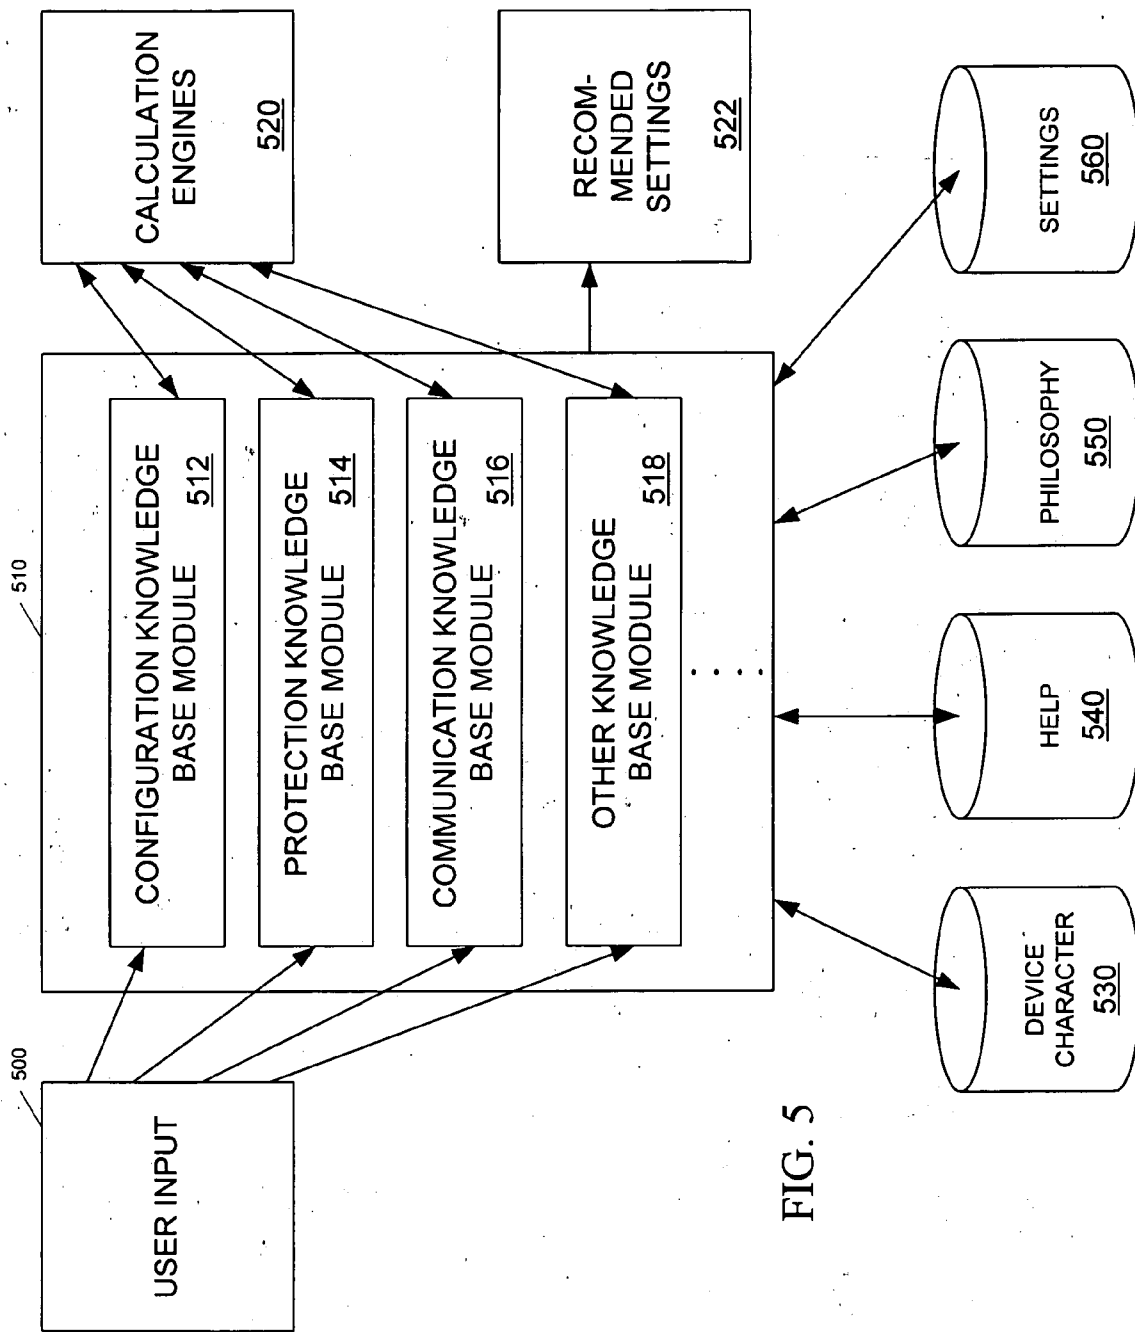 500
USER INPUT
510
CONFIGURATION KNOWLEDGE
BASE MODULE
512
PROTECTION KNOWLEDGE
BASE MODULE
514
COMMUNICATION KNOWLEDGE
BASE MODULE
516
OTHER KNOWLEDGE
BASE MODULE
518
. . . .
CALCULATION
ENGINES
520
RECOM-
MENDED
SETTINGS
522
DEVICE
CHARACTER
530
HELP
540
PHILOSOPHY
550
SETTINGS
560
FIG. 5